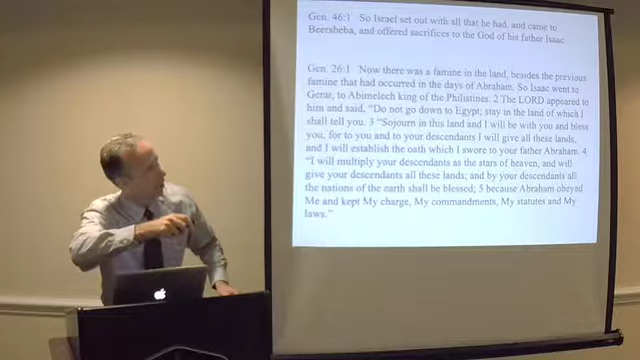 Gen. 46:1 So Israel set out with all that he had, and came to
Beersheba, and offered sacrifices to the God of his father Isaac.
Gen. 26:1 Now there was a famine in the land, besides the previous
famine that had occurred in the days of Abraham. So Isaac went to
Gerar, to Abimelech king of the Philistines. 2 The LORD appeared to
him and said, “Do not go down to Egypt; stay in the land of which I
shall tell you. 3 “Sojourn in this land and I will be with you and bless
you, for to you and to your descendants I will give all these lands,
and I will establish the oath which I swore to your father Abraham. 4
“I will multiply your descendants as the stars of heaven, and will
give your descendants all these lands; and by your descendants all
the nations of the earth shall be blessed; 5 because Abraham obeyed
Me and kept My charge, My commandments, My statutes and My
laws.”